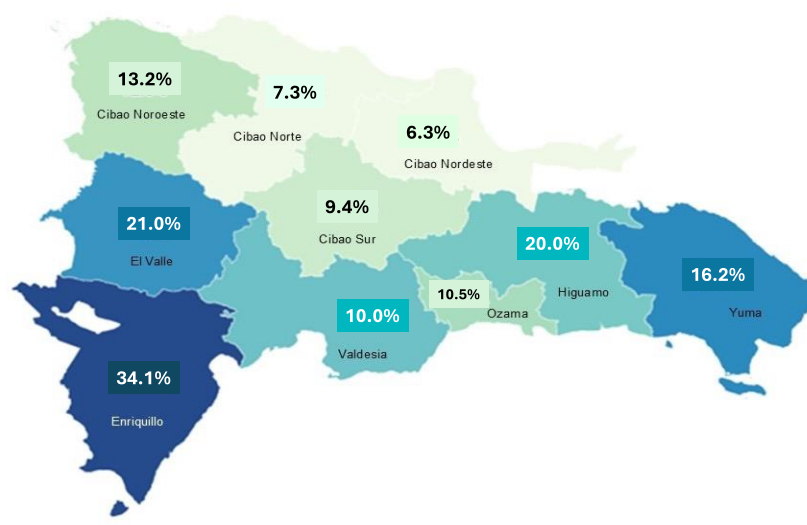 13.2%
Cibao Noroeste
7.3%
Cibao Norte
6.3%
Cibao Nordeste
21.0%
El Valle
9.4%
Cibao Sur
20.0%
Higuamo
16.2%
Yuma
10.5%
Ozama
10.0%
Valdesia
34.1%
Enriquillo